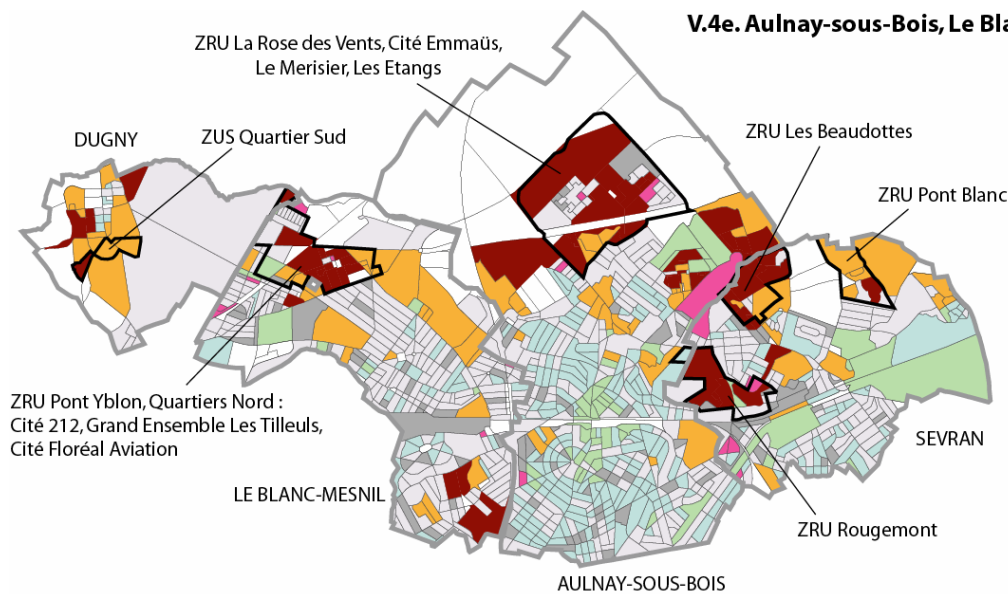 V.4e. Aulnay-sous-Bois, Le Bla
ZRU La Rose des Vents, Cité Emmaüs,
Le Merisier, Les Etangs
DUGNY
ZUS Quartier Sud
ZRU Les Beaudottes
ZRU Pont Blanc
ZRU Pont Yblon, Quartiers Nord :
Cité 212, Grand Ensemble Les Tilleuls,
Cité Floréal Aviation
SEVRAN
LE BLANC-MESNIL
ZRU Rougemont
AULNAY-SOUS-BOIS